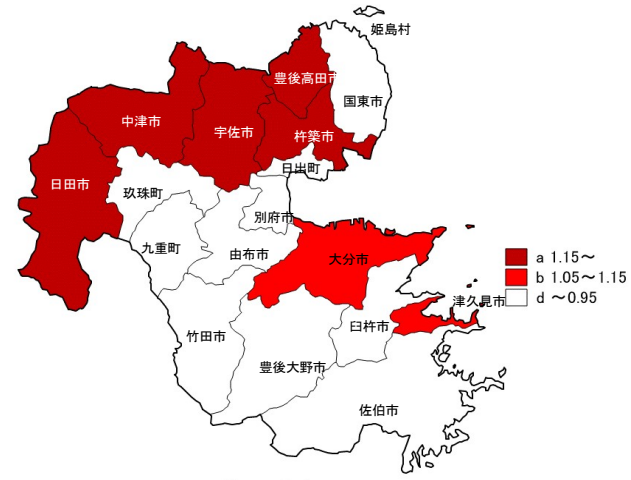 姫島村
豊後高田市
国東市
中津市
宇佐市
杵築市
日出町
日田市
玖珠町
別府市
九重町
由布市
大分市
a 1.15～
b 1.05～1.15
d ～0.95
津久見市
臼杵市
竹田市
豊後大野市
佐伯市